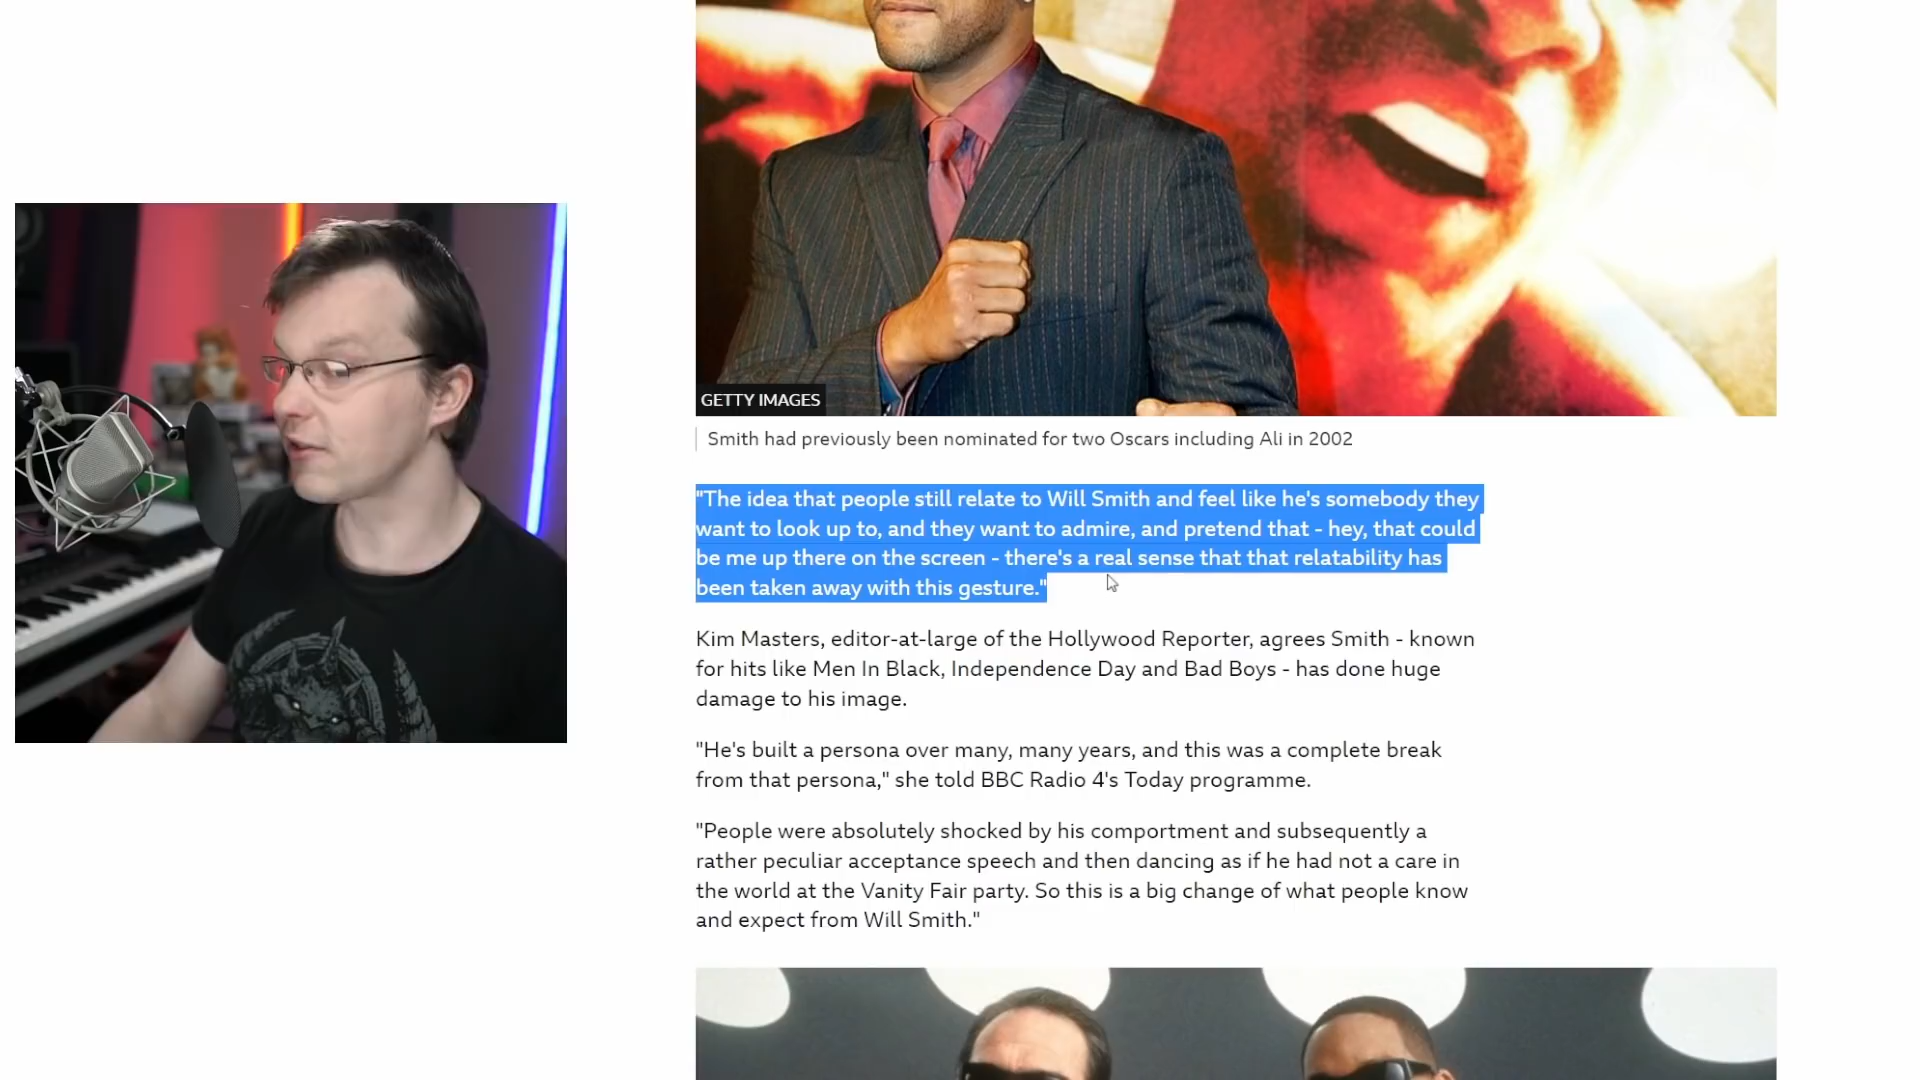 GETTY IMAGES
Smith had previously been nominated for two Oscars including Ali in 2002
"The idea that people still relate to Will Smith and feel like he's somebody they
want to look up to, and they want to admire, and pretend that - hey, that could
be me up there on the screen - there's a real sense that that relatability has
been taken away with this gesture."
Kim Masters, editor-at-large of the Hollywood Reporter, agrees Smith - known
for hits like Men In Black, Independence Day and Bad Boys - has done huge
damage to his image.
"He's built a persona over many, many years, and this was a complete break
from that persona," she told BBC Radio 4's Today programme.
"People were absolutely shocked by his comportment and subsequently a
rather peculiar acceptance speech and then dancing as if he had not a care in
the world at the Vanity Fair party. So this is a big change of what people know
and expect from Will Smith."